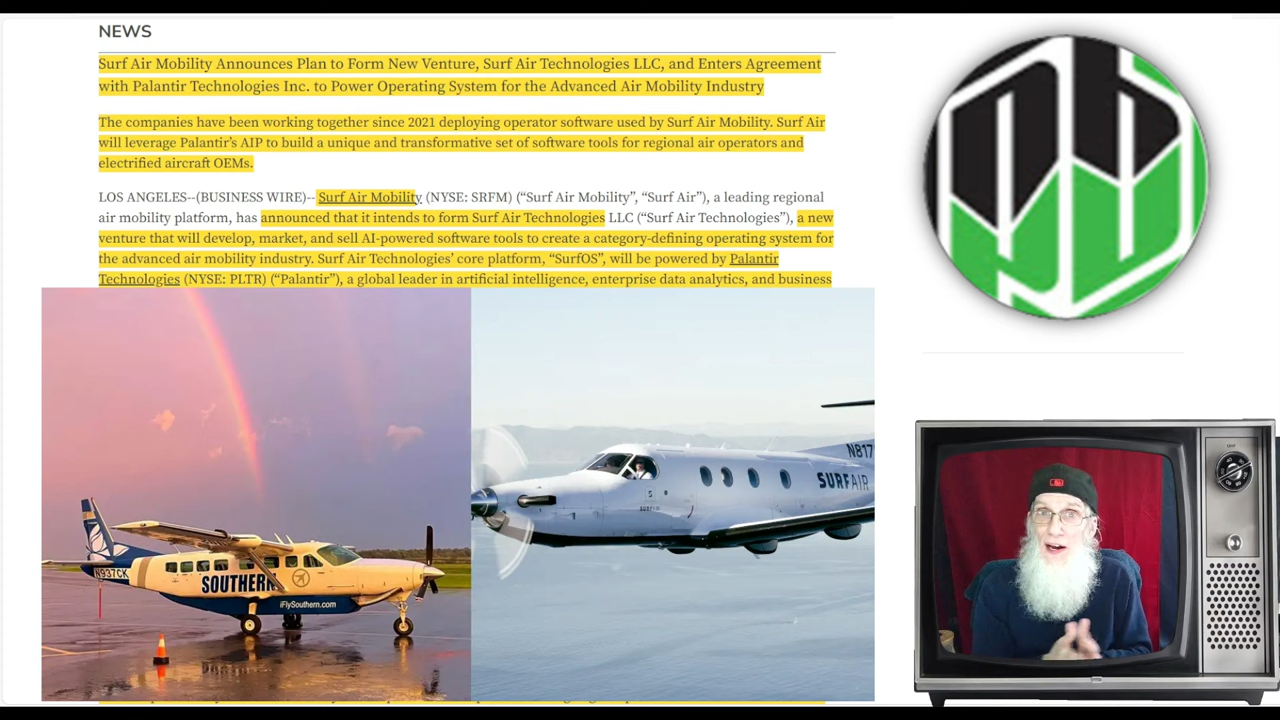 NEWS
Surf Air Mobility Announces Plan to Form New Venture, Surf Air Technologies LLC, and Enters Agreement
with Palantir Technologies Inc. to Power Operating System for the Advanced Air Mobility Industry
The companies have been working together since 2021 deploying operator software used by Surf Air Mobility. Surf Air
will leverage Palantir’s AIP to build a unique and transformative set of software tools for regional air operators and
electrified aircraft OEMs.
LOS ANGELES--(BUSINESS WIRE)-- Surf Air Mobility (NYSE: SRFM) (“Surf Air Mobility”, “Surf Air”), a leading regional
air mobility platform, has announced that it intends to form Surf Air Technologies LLC (“Surf Air Technologies”), a new
venture that will develop, market, and sell AI-powered software tools to create a category-defining operating system for
the advanced air mobility industry. Surf Air Technologies’ core platform, “SurfOS”, will be powered by Palantir
Technologies (NYSE: PLTR) (“Palantir”), a global leader in artificial intelligence, enterprise data analytics, and business
N937CK
SOUTHERN
iFlySouthern.com
N817
SURFAIR